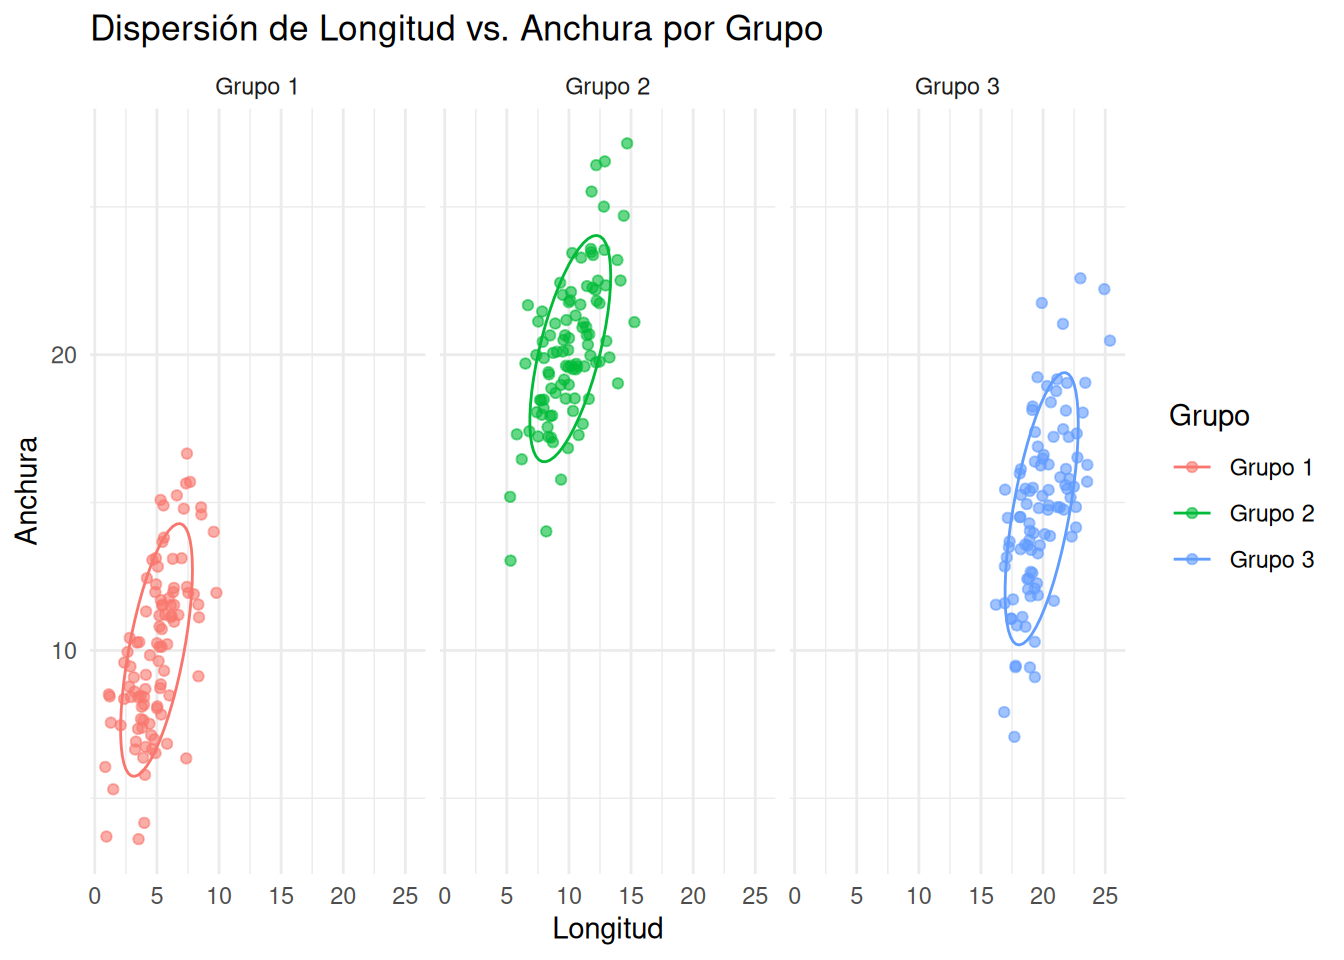 Dispersión de Longitud vs. Anchura por Grupo
Grupo 1 Grupo 2 Grupo 3
20
10
Anchura
0 5 10 15 20 25 0 5 10 15 20 25 0 5 10 15 20 25
Longitud
Grupo
Grupo 1
Grupo 2
Grupo 3